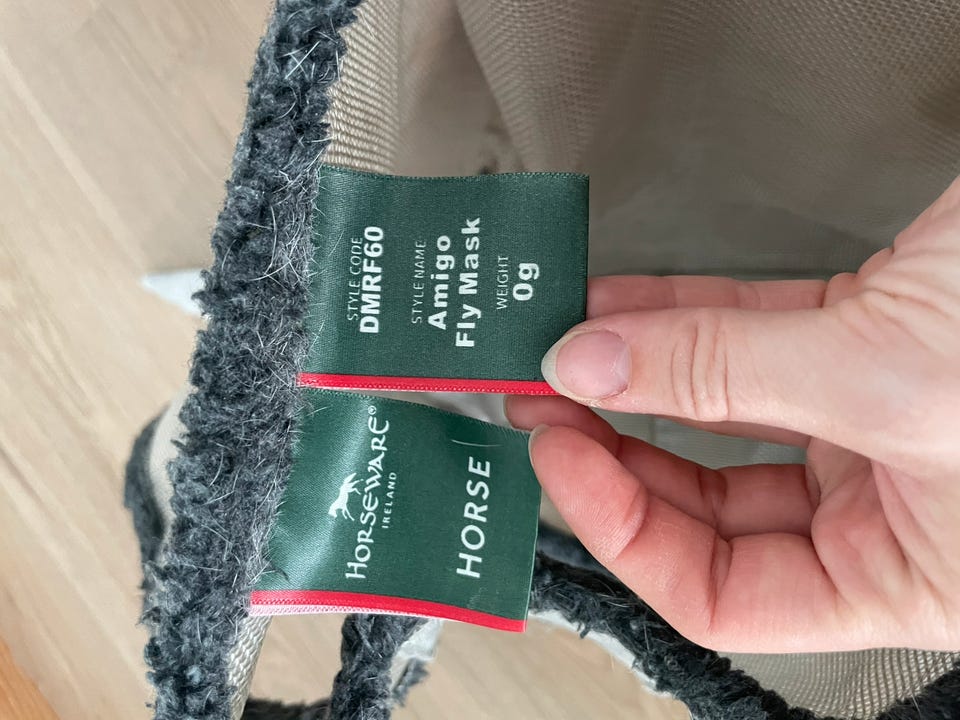 STYLE CODE
DMRF60
STYLE NAME:
Amigo
Fly Mask
WEIGHT
0g
HORSEWARE®
IRELAND
HORSE